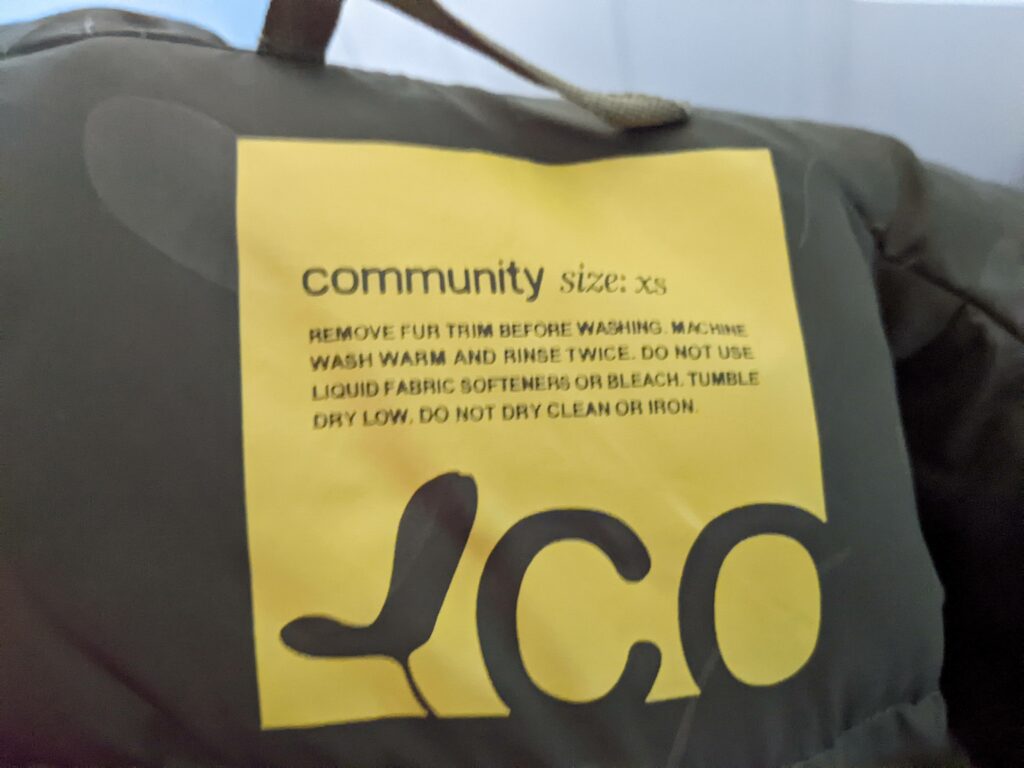 community size: xs
REMOVE FUR TRIM BEFORE WASHING. MACHINE
WASH WARM AND RINSE TWICE. DO NOT USE
LIQUID FABRIC SOFTENERS OR BLEACH. TUMBLE
DRY LOW. DO NOT DRY CLEAN OR IRON.
co